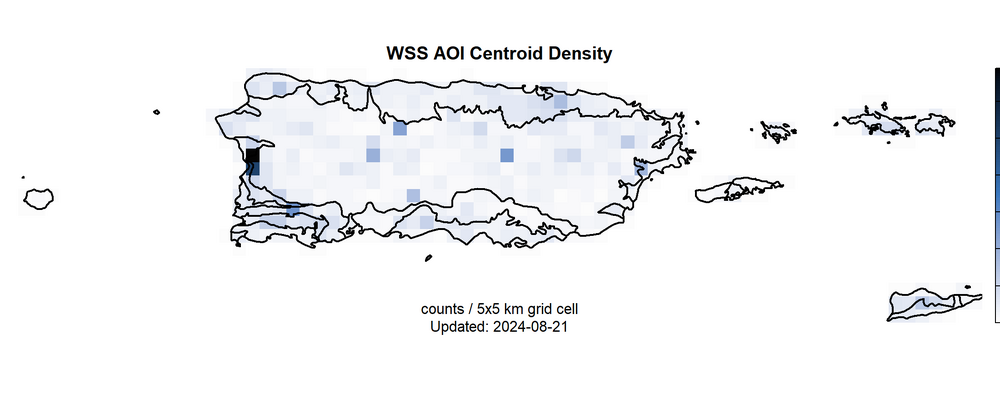 WSS AOI Centroid Density
counts / 5x5 km grid cell
Updated: 2024-08-21